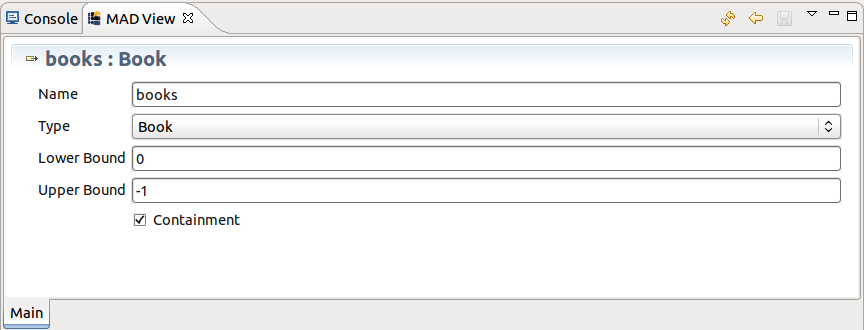 Console MAD View
books : Book
Name books
Type Book
Lower Bound 0
Upper Bound -1
Containment
Main